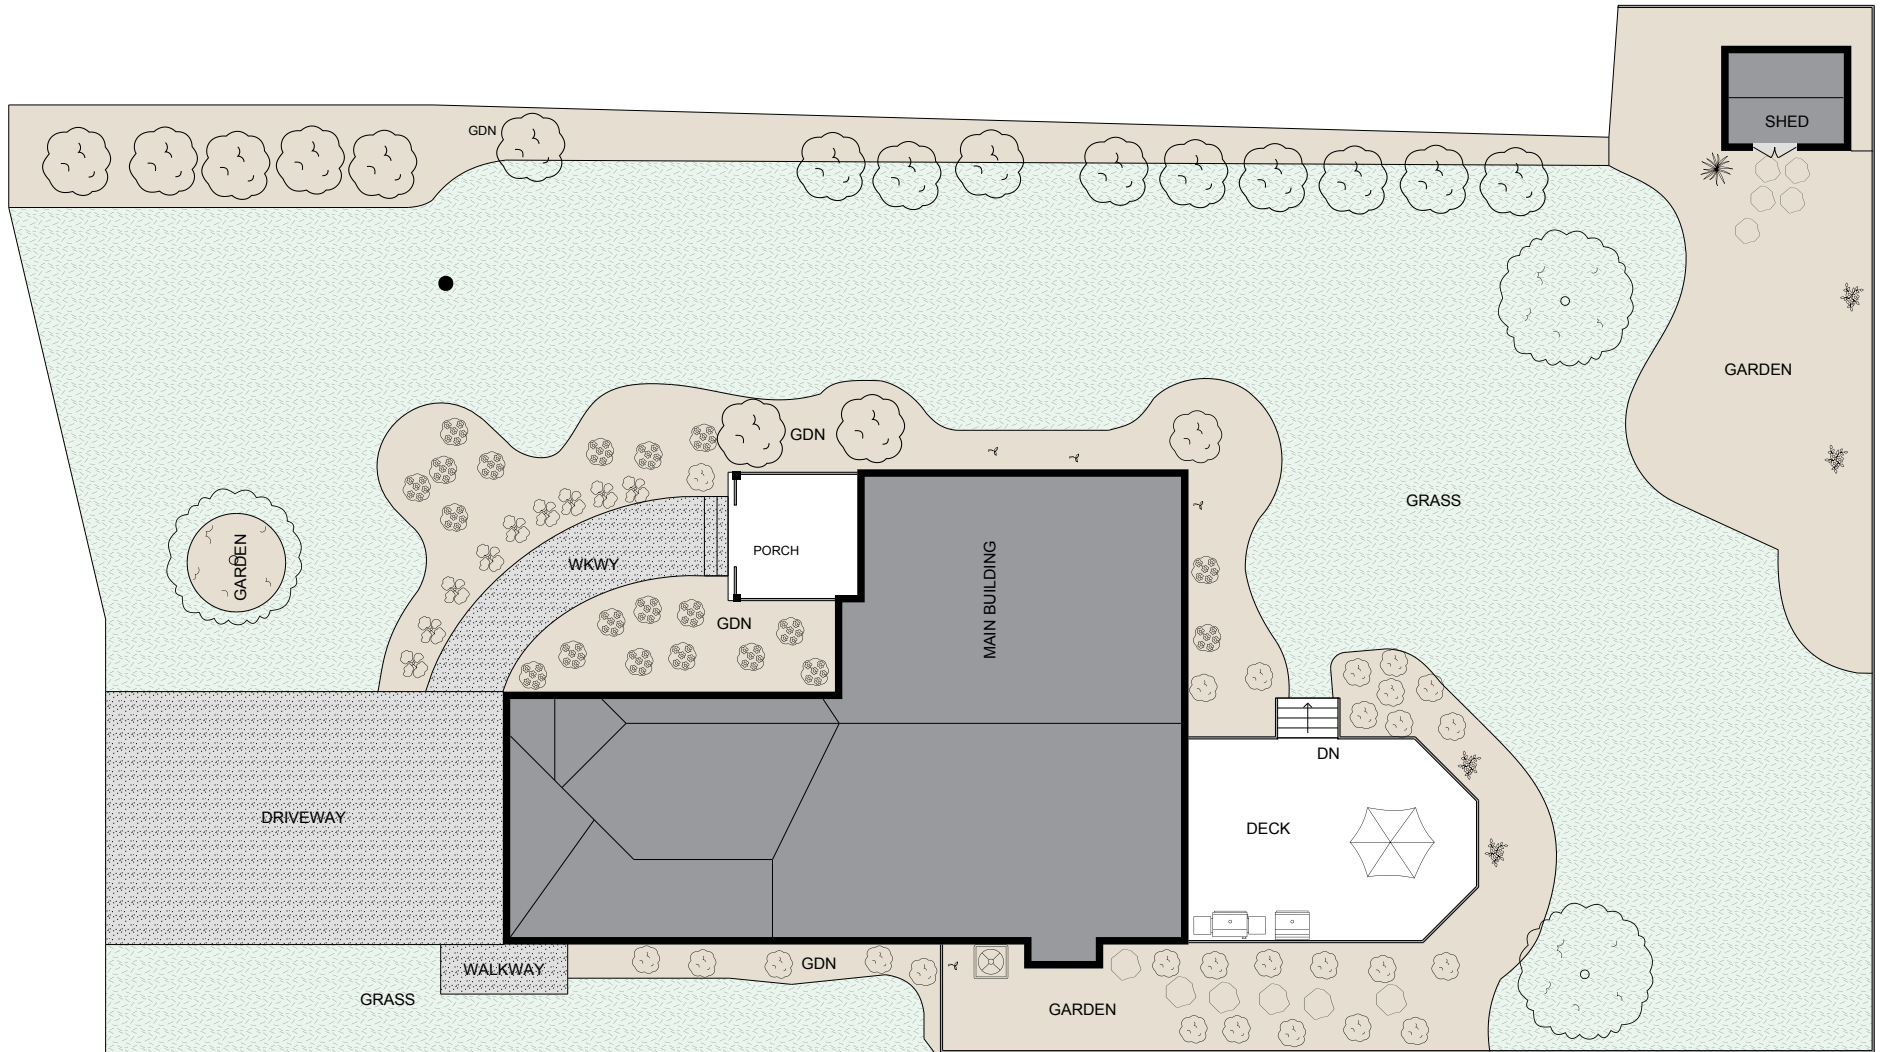 SHED
GDN
GARDEN
GDN
GRASS
GARDEN
WKWY
PORCH
MAIN BUILDING
GDN
DN
DRIVEWAY
DECK
WALKWAY
GDN
GRASS
GARDEN